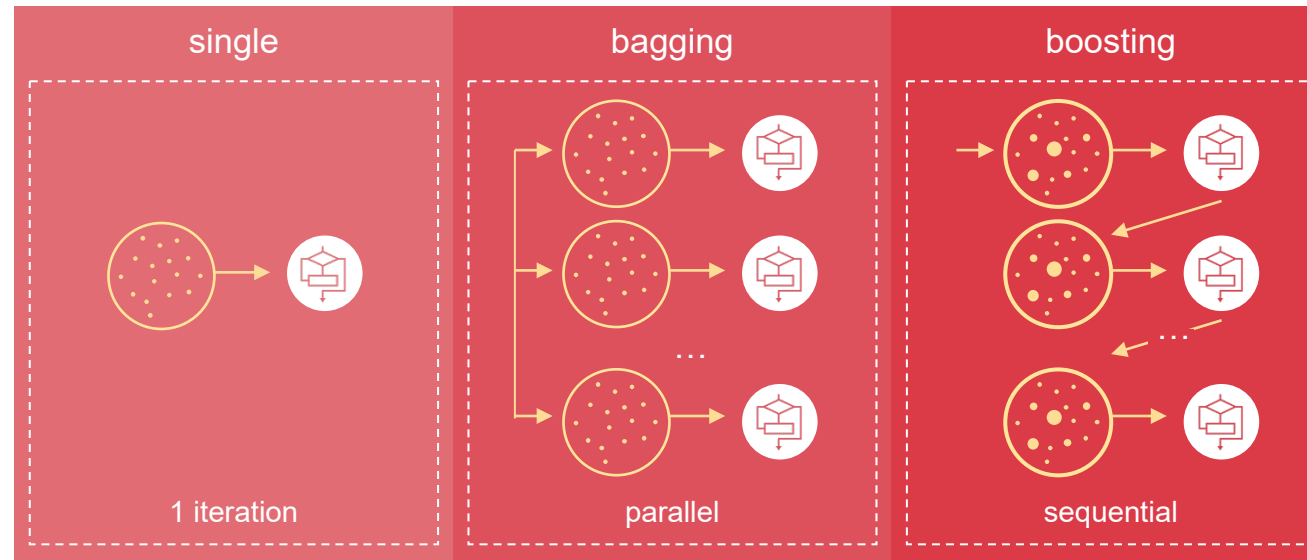 single
bagging
boosting
...
...
1 iteration
parallel
sequential